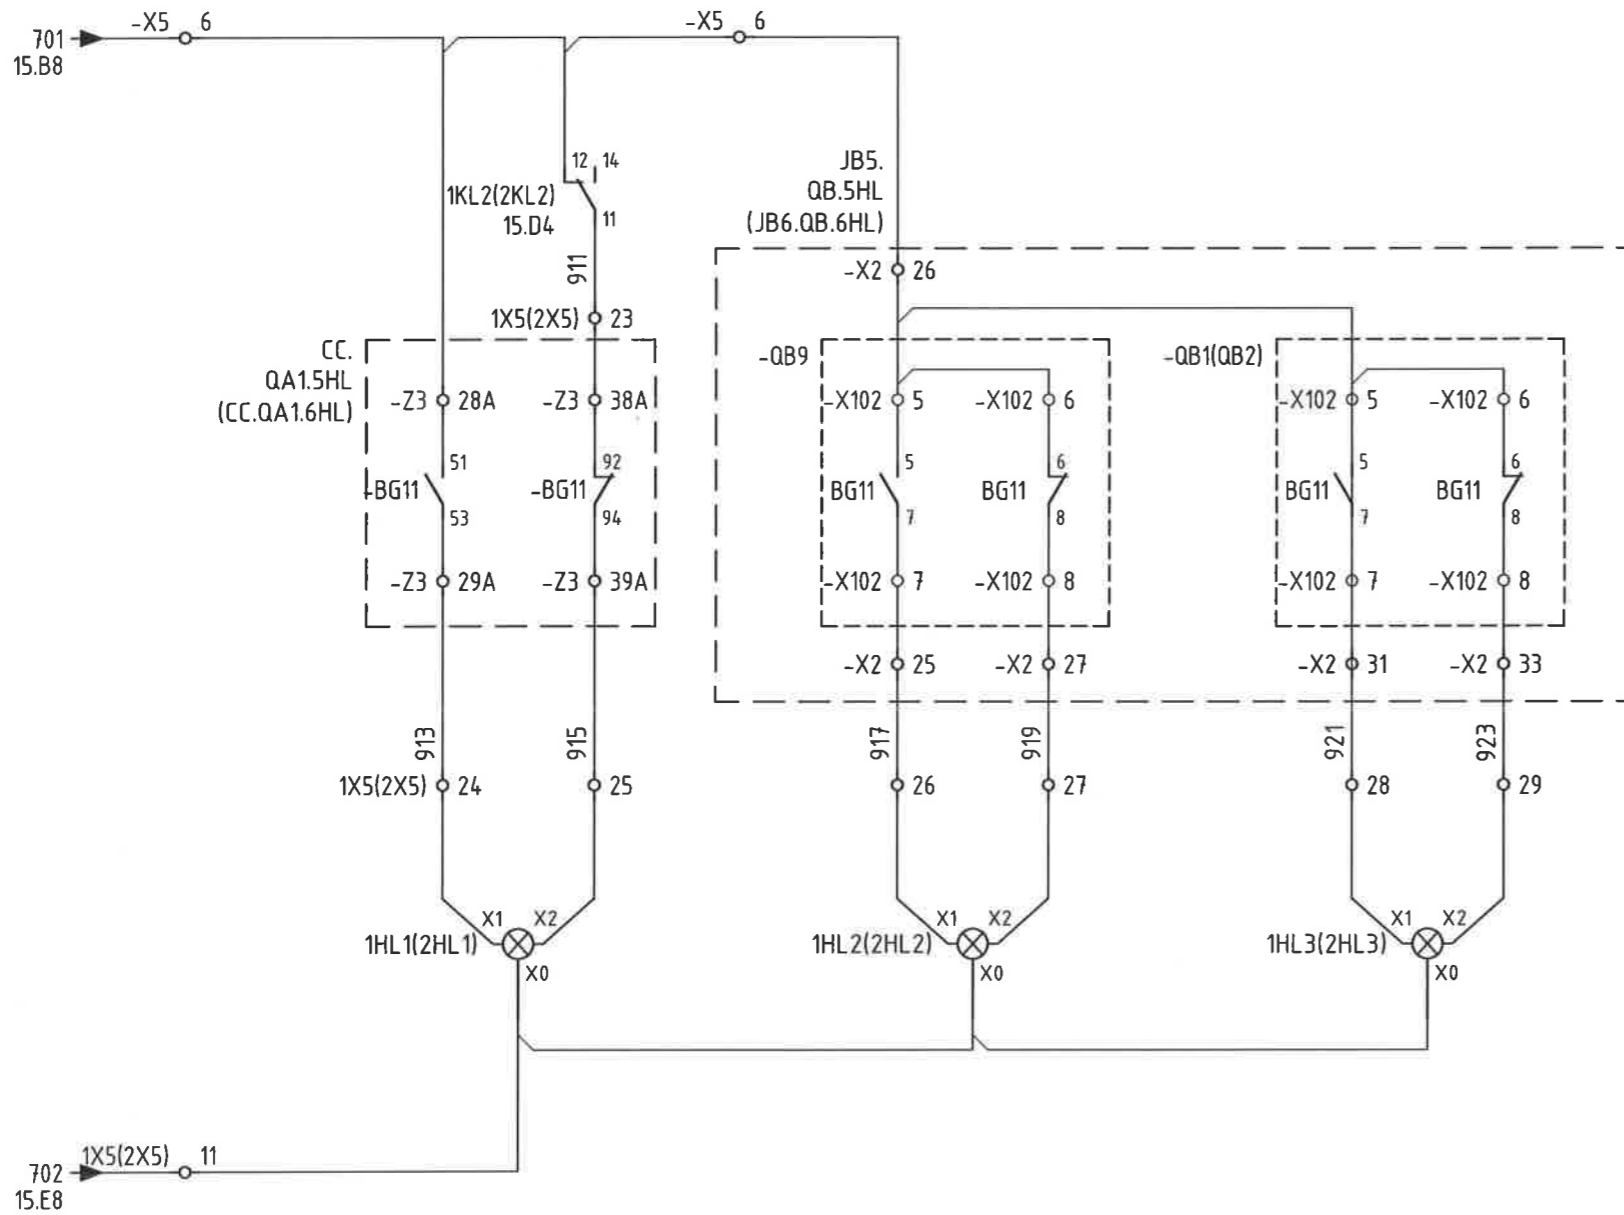 -X5 6
-X5 6
701
15.B8
JB5.
QB.5HL
(JB6.QB.6HL)
12 14
1KL2(2KL2)
15.D4
11
911
-X2 26
1X5(2X5) 23
CC.
QA1.5HL
(CC.QA1.6HL)
-QB9
-QB1(QB2)
-Z3 28A
-Z3 38A
-X102 5
-X102 6
-X102 5
-X102 6
51
92
5
6
5
6
-BG11
-BG11
BG11
BG11
BG11
BG11
53
94
7
8
7
8
-Z3 29A
-Z3 39A
-X102 7
-X102 8
-X102 7
-X102 8
-X2 25
-X2 27
-X2 31
-X2 33
913
915
917
919
921
923
1X5(2X5) 24
25
26
27
28
29
X1 X2
X1 X2
X1 X2
1HL1(2HL1)
1HL2(2HL2)
1HL3(2HL3)
X0
X0
X0
1X5(2X5) 11
702
15.E8